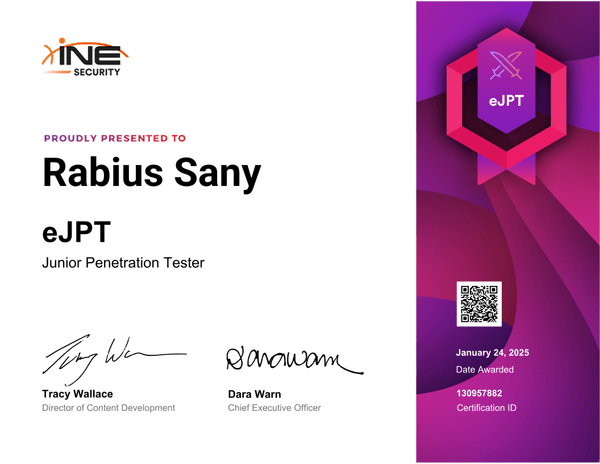 iNE
SECURITY
eJPT
PROUDLY PRESENTED TO
Rabius Sany
eJPT
Junior Penetration Tester
Tracy Wallace
Director of Content Development
Dara Warn
Chief Executive Officer
January 24, 2025
Date Awarded
130957882
Certification ID